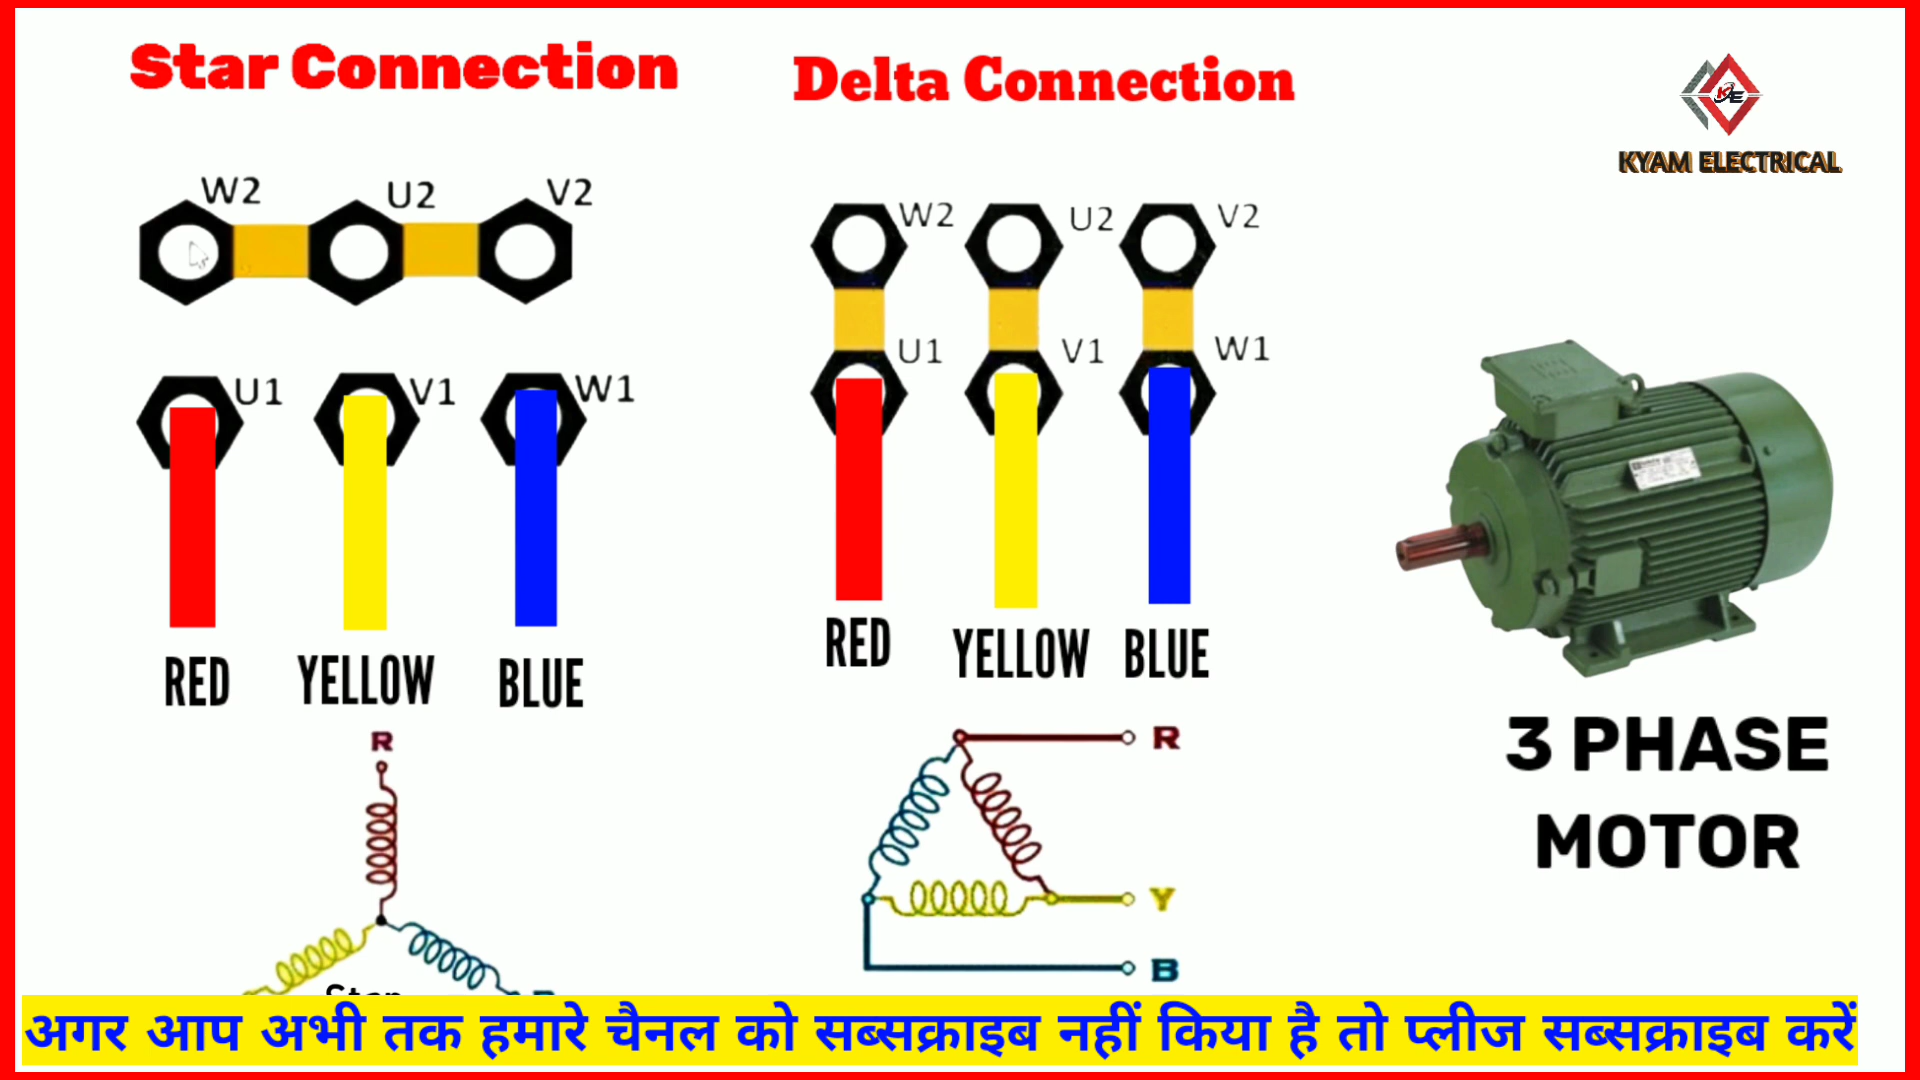 Star Connection
Delta Connection
KYAM ELECTRICAL
W2 U2 V2
U1 V1 W1
RED YELLOW BLUE
W2 U2 V2
U1 V1 W1
RED YELLOW BLUE
R
R
Y
B
3 PHASE
MOTOR
अगर आप अभी तक हमारे चैनल को सब्सक्राइब नहीं किया है तो प्लीज सब्सक्राइब करें